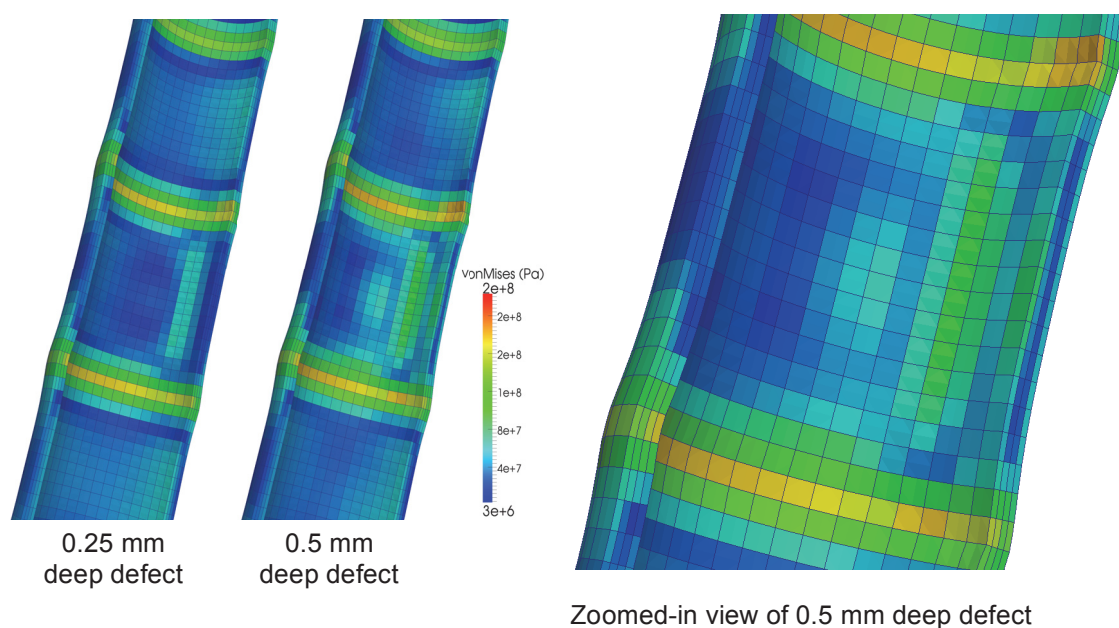 vonMises (Pa)
2e+8
2e+8
2e+8
1e+8
8e+7
4e+7
3e+6
0.25 mm
deep defect
0.5 mm
deep defect
Zoomed-in view of 0.5 mm deep defect